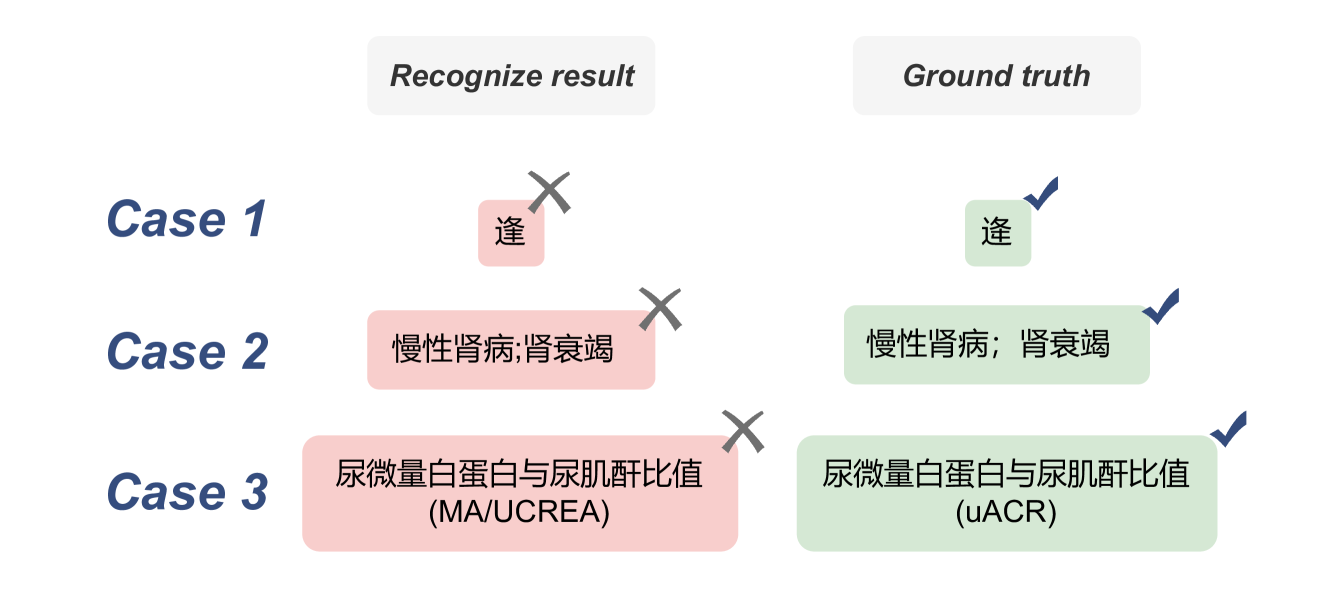 Recognize result Ground truth
Case 1 逢 逢
Case 2 慢性肾病;肾衰竭 慢性肾病；肾衰竭
Case 3 尿微量白蛋白与尿肌酐比值 尿微量白蛋白与尿肌酐比值
(MA/UCREA) (uACR)